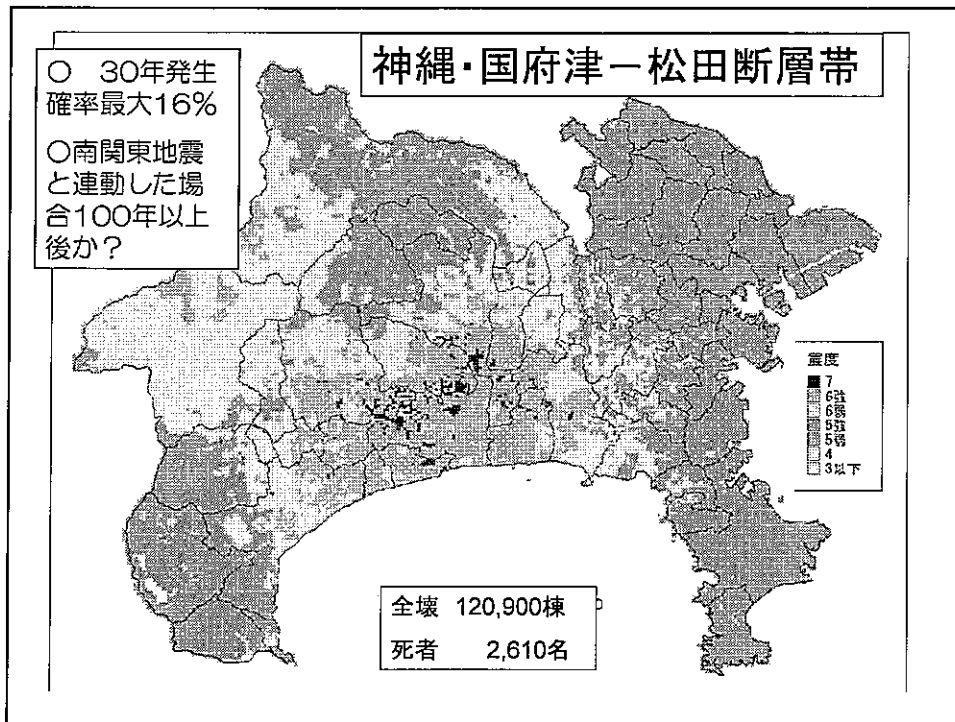 神縄・国府津－松田断層帯
○　30年発生
確率最大16%
○南関東地震
と連動した場
合100年以上
後か？
震度
7
6強
6弱
5強
5弱
4
3以下
全壊 120,900棟
死者 2,610名